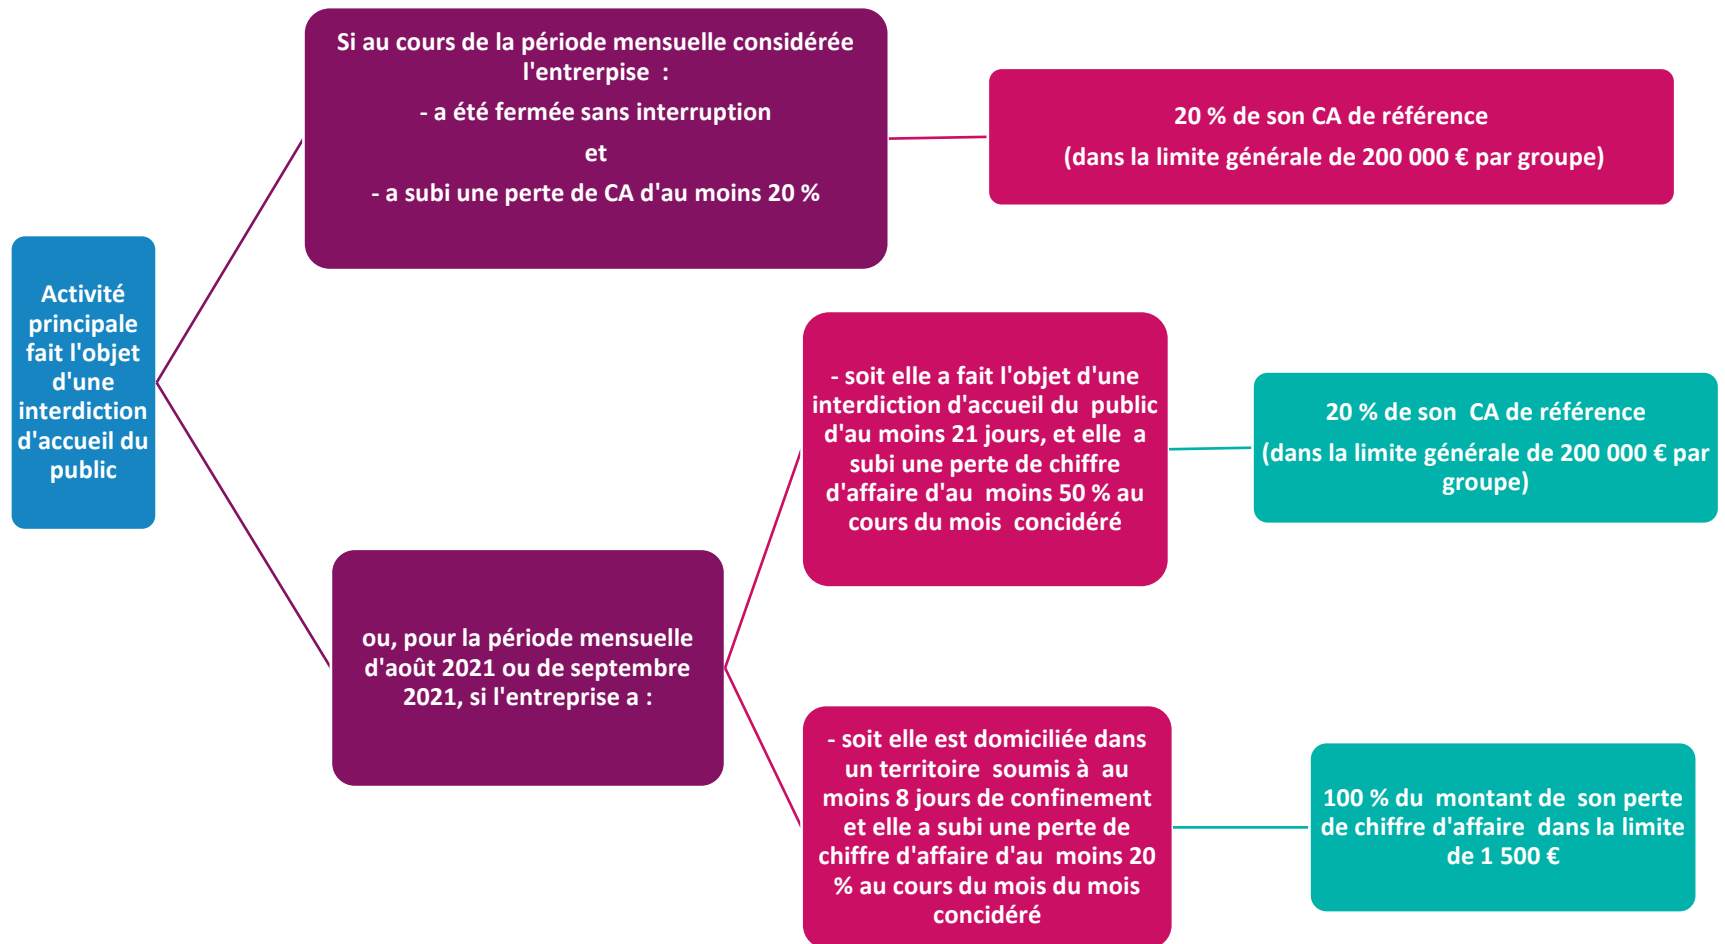 Activité
principale
fait l'objet
d'une
interdiction
d'accueil du
public
Si au cours de la période mensuelle considérée
l'entrerpise :
- a été fermée sans interruption
et
- a subi une perte de CA d'au moins 20 %
20 % de son CA de référence
(dans la limite générale de 200 000 € par groupe)
ou, pour la période mensuelle
d'août 2021 ou de septembre
2021, si l'entreprise a :
- soit elle a fait l'objet d'une
interdiction d'accueil du public
d'au moins 21 jours, et elle a
subi une perte de chiffre
d'affaire d'au moins 50 % au
cours du mois concidéré
20 % de son CA de référence
(dans la limite générale de 200 000 € par
groupe)
- soit elle est domiciliée dans
un territoire soumis à au
moins 8 jours de confinement
et elle a subi une perte de
chiffre d'affaire d'au moins 20
% au cours du mois du mois
concidéré
100 % du montant de son perte
de chiffre d'affaire dans la limite
de 1 500 €